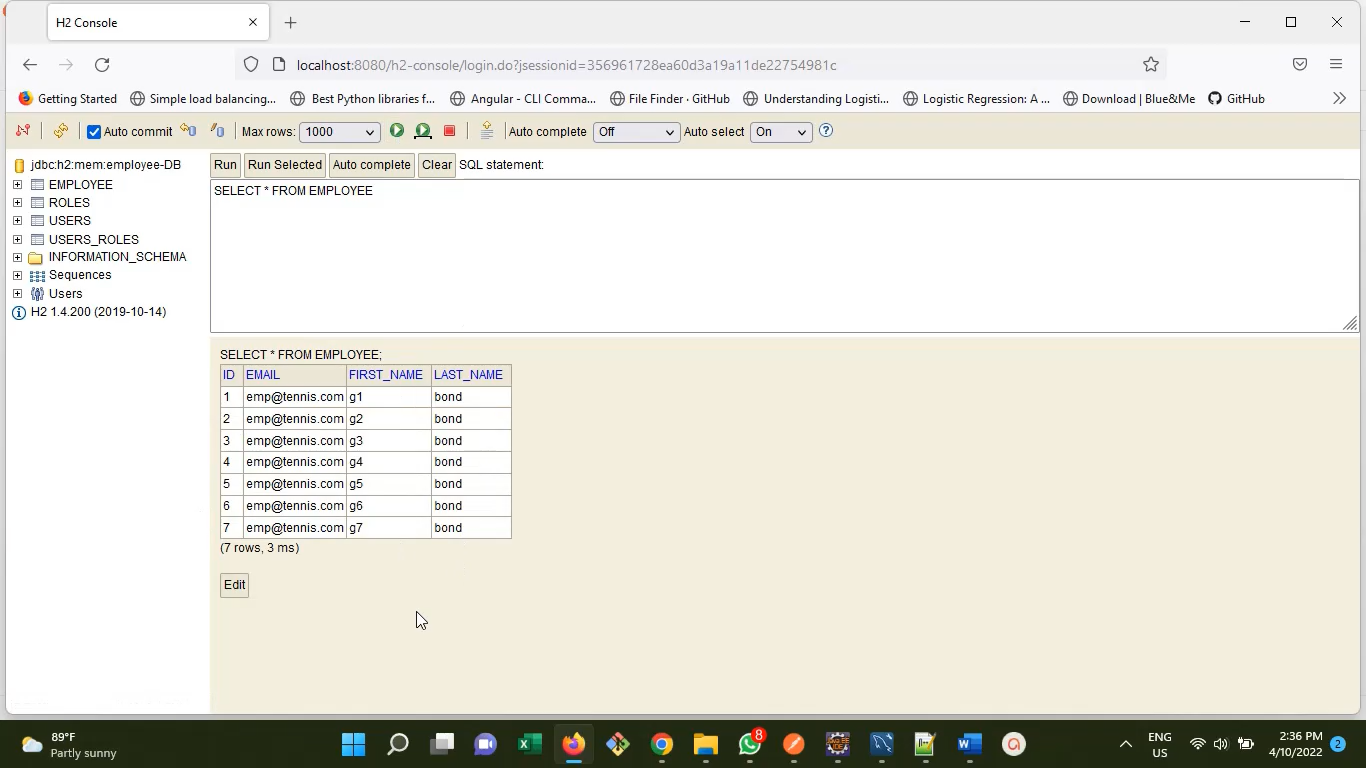 H2 Console
localhost:8080/h2-console/login.do?jsessionid=356961728ea60d3a19a11de22754981c
Getting Started Simple load balancing... Best Python libraries f... Angular - CLI Comma... File Finder · GitHub Understanding Logisti... Logistic Regression: A ... Download | Blue&Me GitHub
Auto commit Max rows: 1000 Auto complete Off Auto select On
jdbc:h2:mem:employee-DB
EMPLOYEE
ROLES
USERS
USERS_ROLES
INFORMATION_SCHEMA
Sequences
Users
H2 1.4.200 (2019-10-14)
Run Run Selected Auto complete Clear SQL statement:
SELECT * FROM EMPLOYEE
SELECT * FROM EMPLOYEE;
ID EMAIL FIRST_NAME LAST_NAME
1 emp@tennis.com g1 bond
2 emp@tennis.com g2 bond
3 emp@tennis.com g3 bond
4 emp@tennis.com g4 bond
5 emp@tennis.com g5 bond
6 emp@tennis.com g6 bond
7 emp@tennis.com g7 bond
(7 rows, 3 ms)
Edit
89°F
Partly sunny
8
ENG
US
2:36 PM
4/10/2022
2